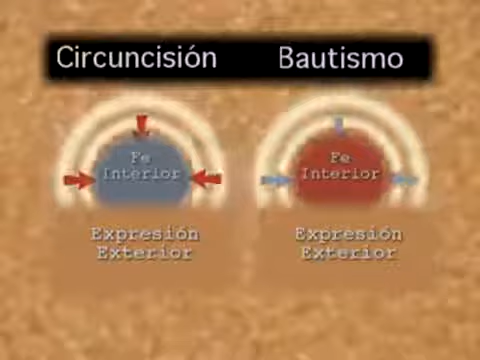 Circuncisión
Bautismo
Fe
Interior
Expresión
Exterior
Fe
Interior
Expresión
Exterior